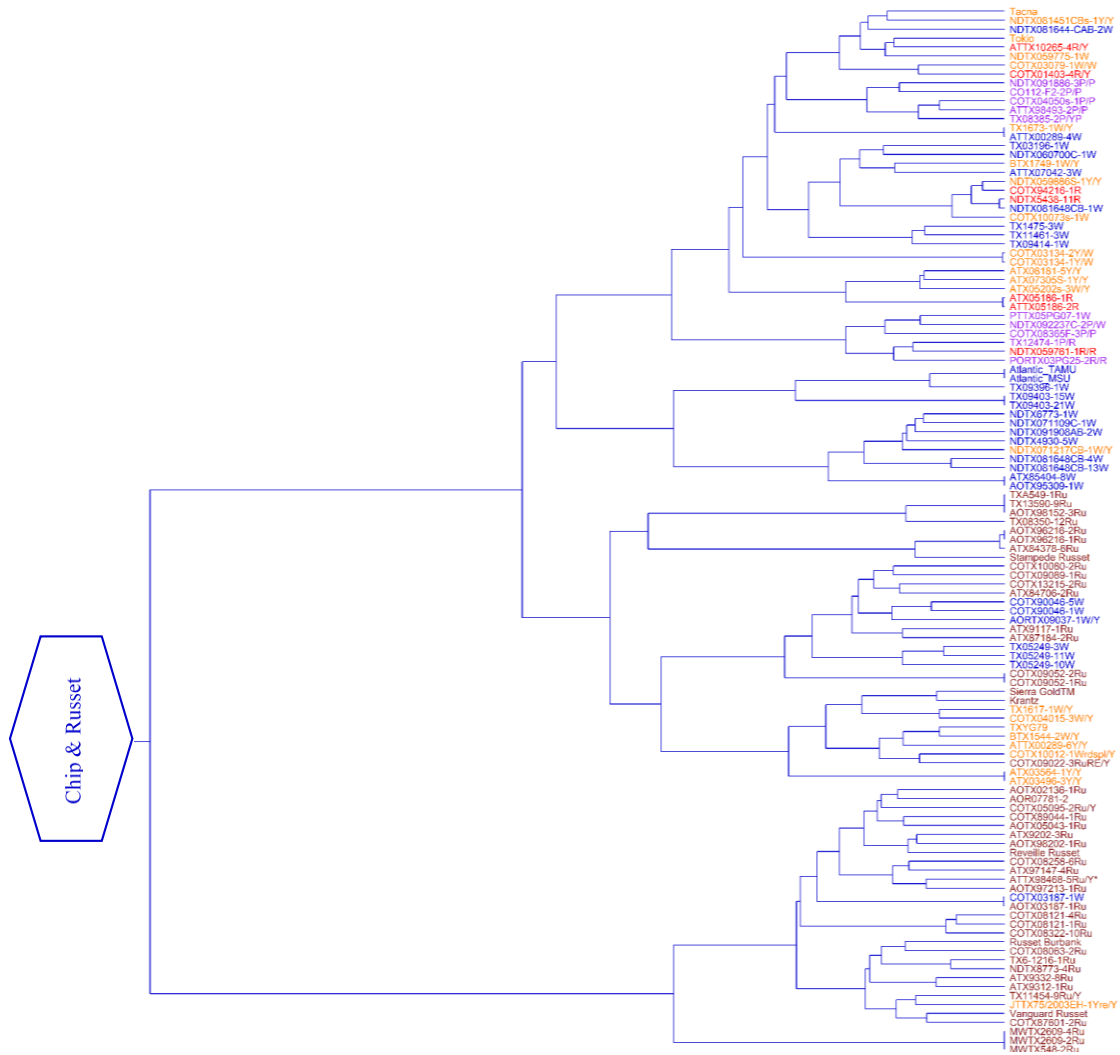 Tacna
NDTX081451CBs-1Y/Y
NDTX081644-CAB-2W
Tokio
ATTX10265-4R/Y
NDTX059775-1W
COTX03079-1W/W
COTX01403-4R/Y
NDTX091886-3P/P
CO112-F2-2P/P
COTX04050s-1P/P
ATTX98493-2P/P
TX08385-2P/YP
TX1673-1W/Y
ATTX00289-4W
TX03196-1W
NDTX060700C-1W
BTX1749-1W/Y
ATTX07042-3W
NDTX059886S-1Y/Y
COTX94216-1R
NDTX5438-11R
NDTX081648CB-1W
COTX10073s-1W
TX1475-3W
TX11461-3W
TX09414-1W
COTX03134-2Y/W
COTX03134-1Y/W
ATX06181-5Y/Y
ATX07305S-1Y/Y
ATX05202s-3W/Y
ATX05186-1R
ATTX05186-2R
PTTX05PG07-1W
NDTX092237C-2P/W
COTX08365F-3P/P
TX12474-1P/R
NDTX059761-1R/R
PORTX03PG25-2R/R
Atlantic_TAMU
Atlantic_MSU
TX09396-1W
TX09403-15W
TX09403-21W
NDTX6773-1W
NDTX071109C-1W
NDTX091908AB-2W
NDTX4930-5W
NDTX071217CB-1W/Y
NDTX081648CB-4W
NDTX081648CB-13W
ATX85404-8W
AOTX95309-1W
TXA549-1Ru
TX13590-9Ru
AOTX98152-3Ru
TX08350-12Ru
AOTX96216-2Ru
AOTX96216-1Ru
ATX84378-6Ru
Stampede Russet
COTX10080-2Ru
COTX09089-1Ru
COTX13215-2Ru
ATX84706-2Ru
COTX90046-5W
COTX90046-1W
AORTX09037-1W/Y
ATX9117-1Ru
ATX87184-2Ru
TX05249-3W
TX05249-11W
TX05249-10W
COTX09052-2Ru
COTX09052-1Ru
Sierra GoldTM
Krantz
TX1617-1W/Y
COTX04015-3W/Y
TXYG79
BTX1544-2W/Y
ATTX00289-6Y/Y
COTX10012-1Wrdspl/Y
COTX09022-3RuRE/Y
ATX03564-1Y/Y
ATX03496-3Y/Y
AOTX02136-1Ru
AOR07781-2
COTX05095-2Ru/Y
COTX89044-1Ru
AOTX05043-1Ru
ATX9202-3Ru
AOTX98202-1Ru
Reveille Russet
COTX08258-6Ru
ATX97147-4Ru
ATTX98468-5Ru/Y*
AOTX97213-1Ru
COTX03187-1W
AOTX03187-1Ru
COTX08121-4Ru
COTX08121-1Ru
COTX08322-10Ru
Russet Burbank
COTX08063-2Ru
TX6-1216-1Ru
NDTX8773-4Ru
ATX9332-8Ru
ATX9312-1Ru
TX11454-9Ru/Y
JTTX75/2003EH-1Yre/Y
Vanguard Russet
COTX87601-2Ru
MWTX2609-4Ru
MWTX2609-2Ru
MWTX548-2Ru
Chip & Russet